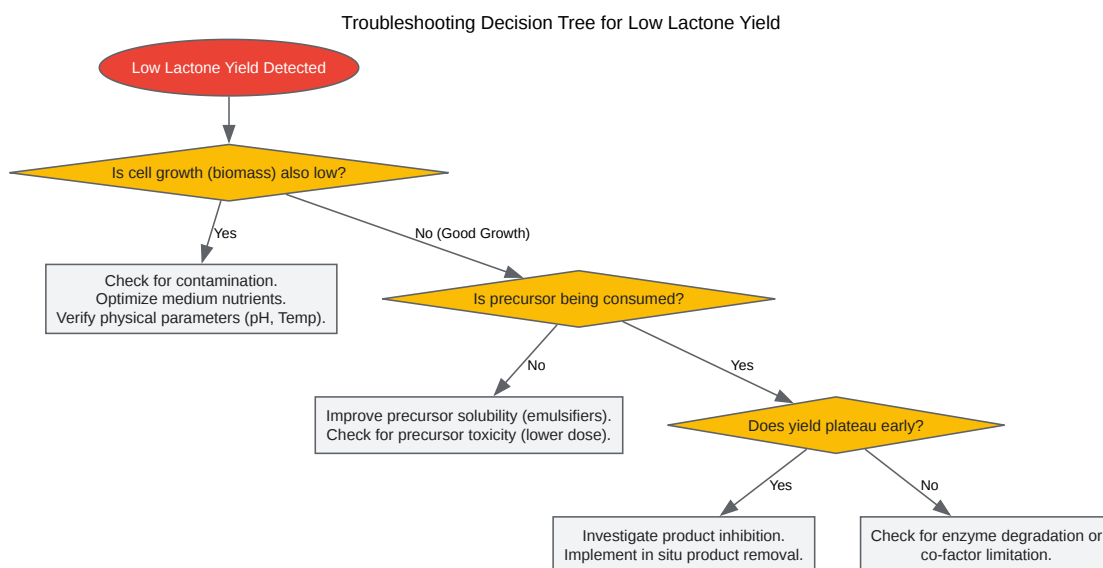 Troubleshooting Decision Tree for Low Lactone Yield
Low Lactone Yield Detected
Is cell growth (biomass) also low?
Yes
No (Good Growth)
Check for contamination.
Optimize medium nutrients.
Verify physical parameters (pH, Temp).
Is precursor being consumed?
No
Yes
Improve precursor solubility (emulsifiers).
Check for precursor toxicity (lower dose).
Does yield plateau early?
Yes
No
Investigate product inhibition.
Implement in situ product removal.
Check for enzyme degradation or
co-factor limitation.